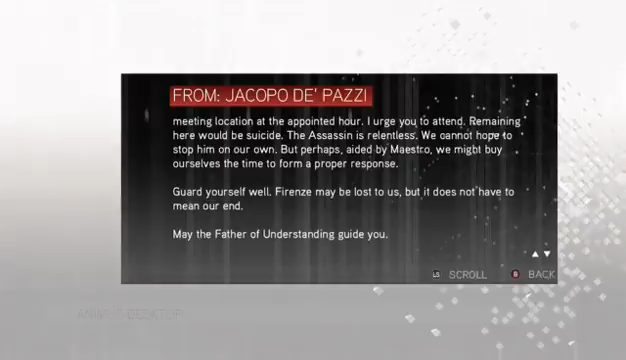 FROM: JACOPO DE' PAZZI
meeting location at the appointed hour. I urge you to attend. Remaining
here would be suicide. The Assassin is relentless. We cannot hope to
stop him on our own. But perhaps, aided by Maestro, we might buy
ourselves the time to form a proper response.
Guard yourself well. Firenze may be lost to us, but it does not have to
mean our end.
May the Father of Understanding guide you.
LS SCROLL B BACK
ANIMUS DESKTOP